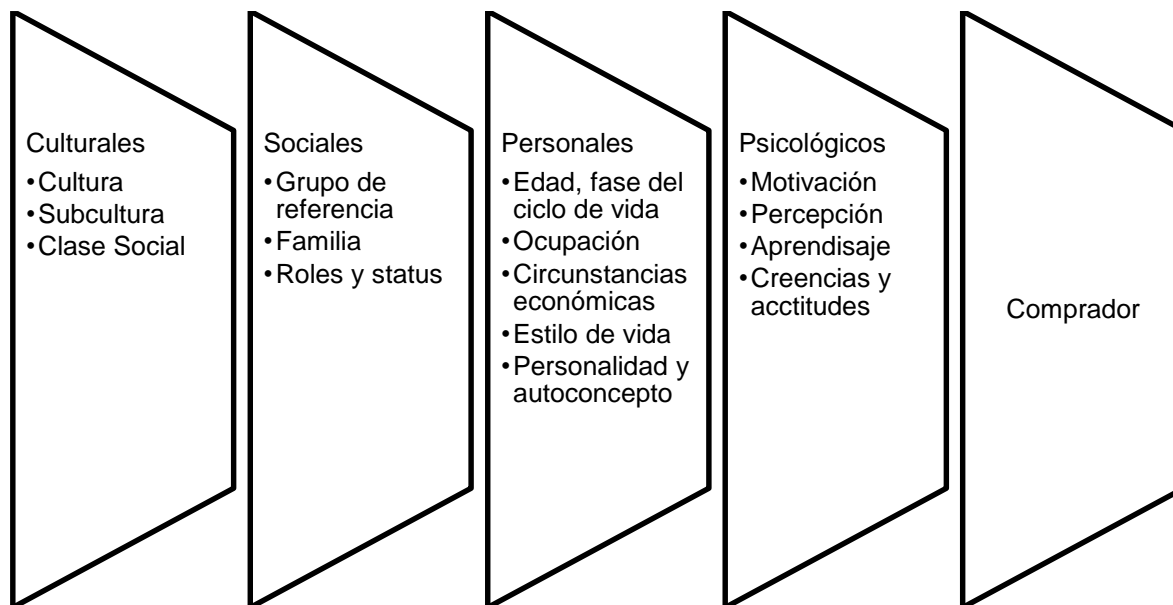 Culturales
•Cultura
•Subcultura
•Clase Social
Sociales
•Grupo de
referencia
•Familia
•Roles y status
Personales
•Edad, fase del
ciclo de vida
•Ocupación
•Circunstancias
económicas
•Estilo de vida
•Personalidad y
autoconcepto
Psicológicos
•Motivación
•Percepción
•Aprendisaje
•Creencias y
acctitudes
Comprador